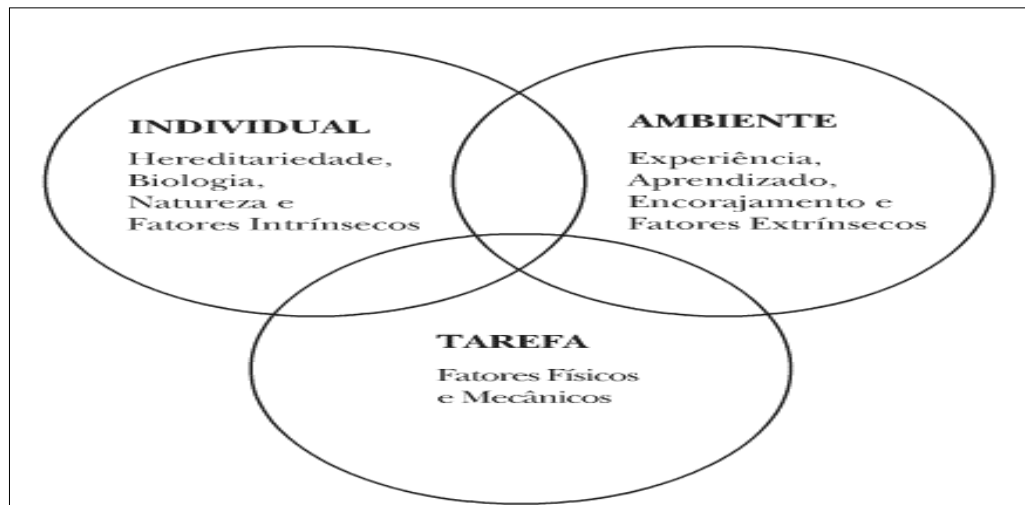 INDIVIDUAL
Hereditariedade,
Biologia,
Natureza e
Fatores Intrínsecos
AMBIENTE
Experiência,
Aprendizado,
Encorajamento e
Fatores Extrínsecos
TAREFA
Fatores Físicos
e Mecânicos